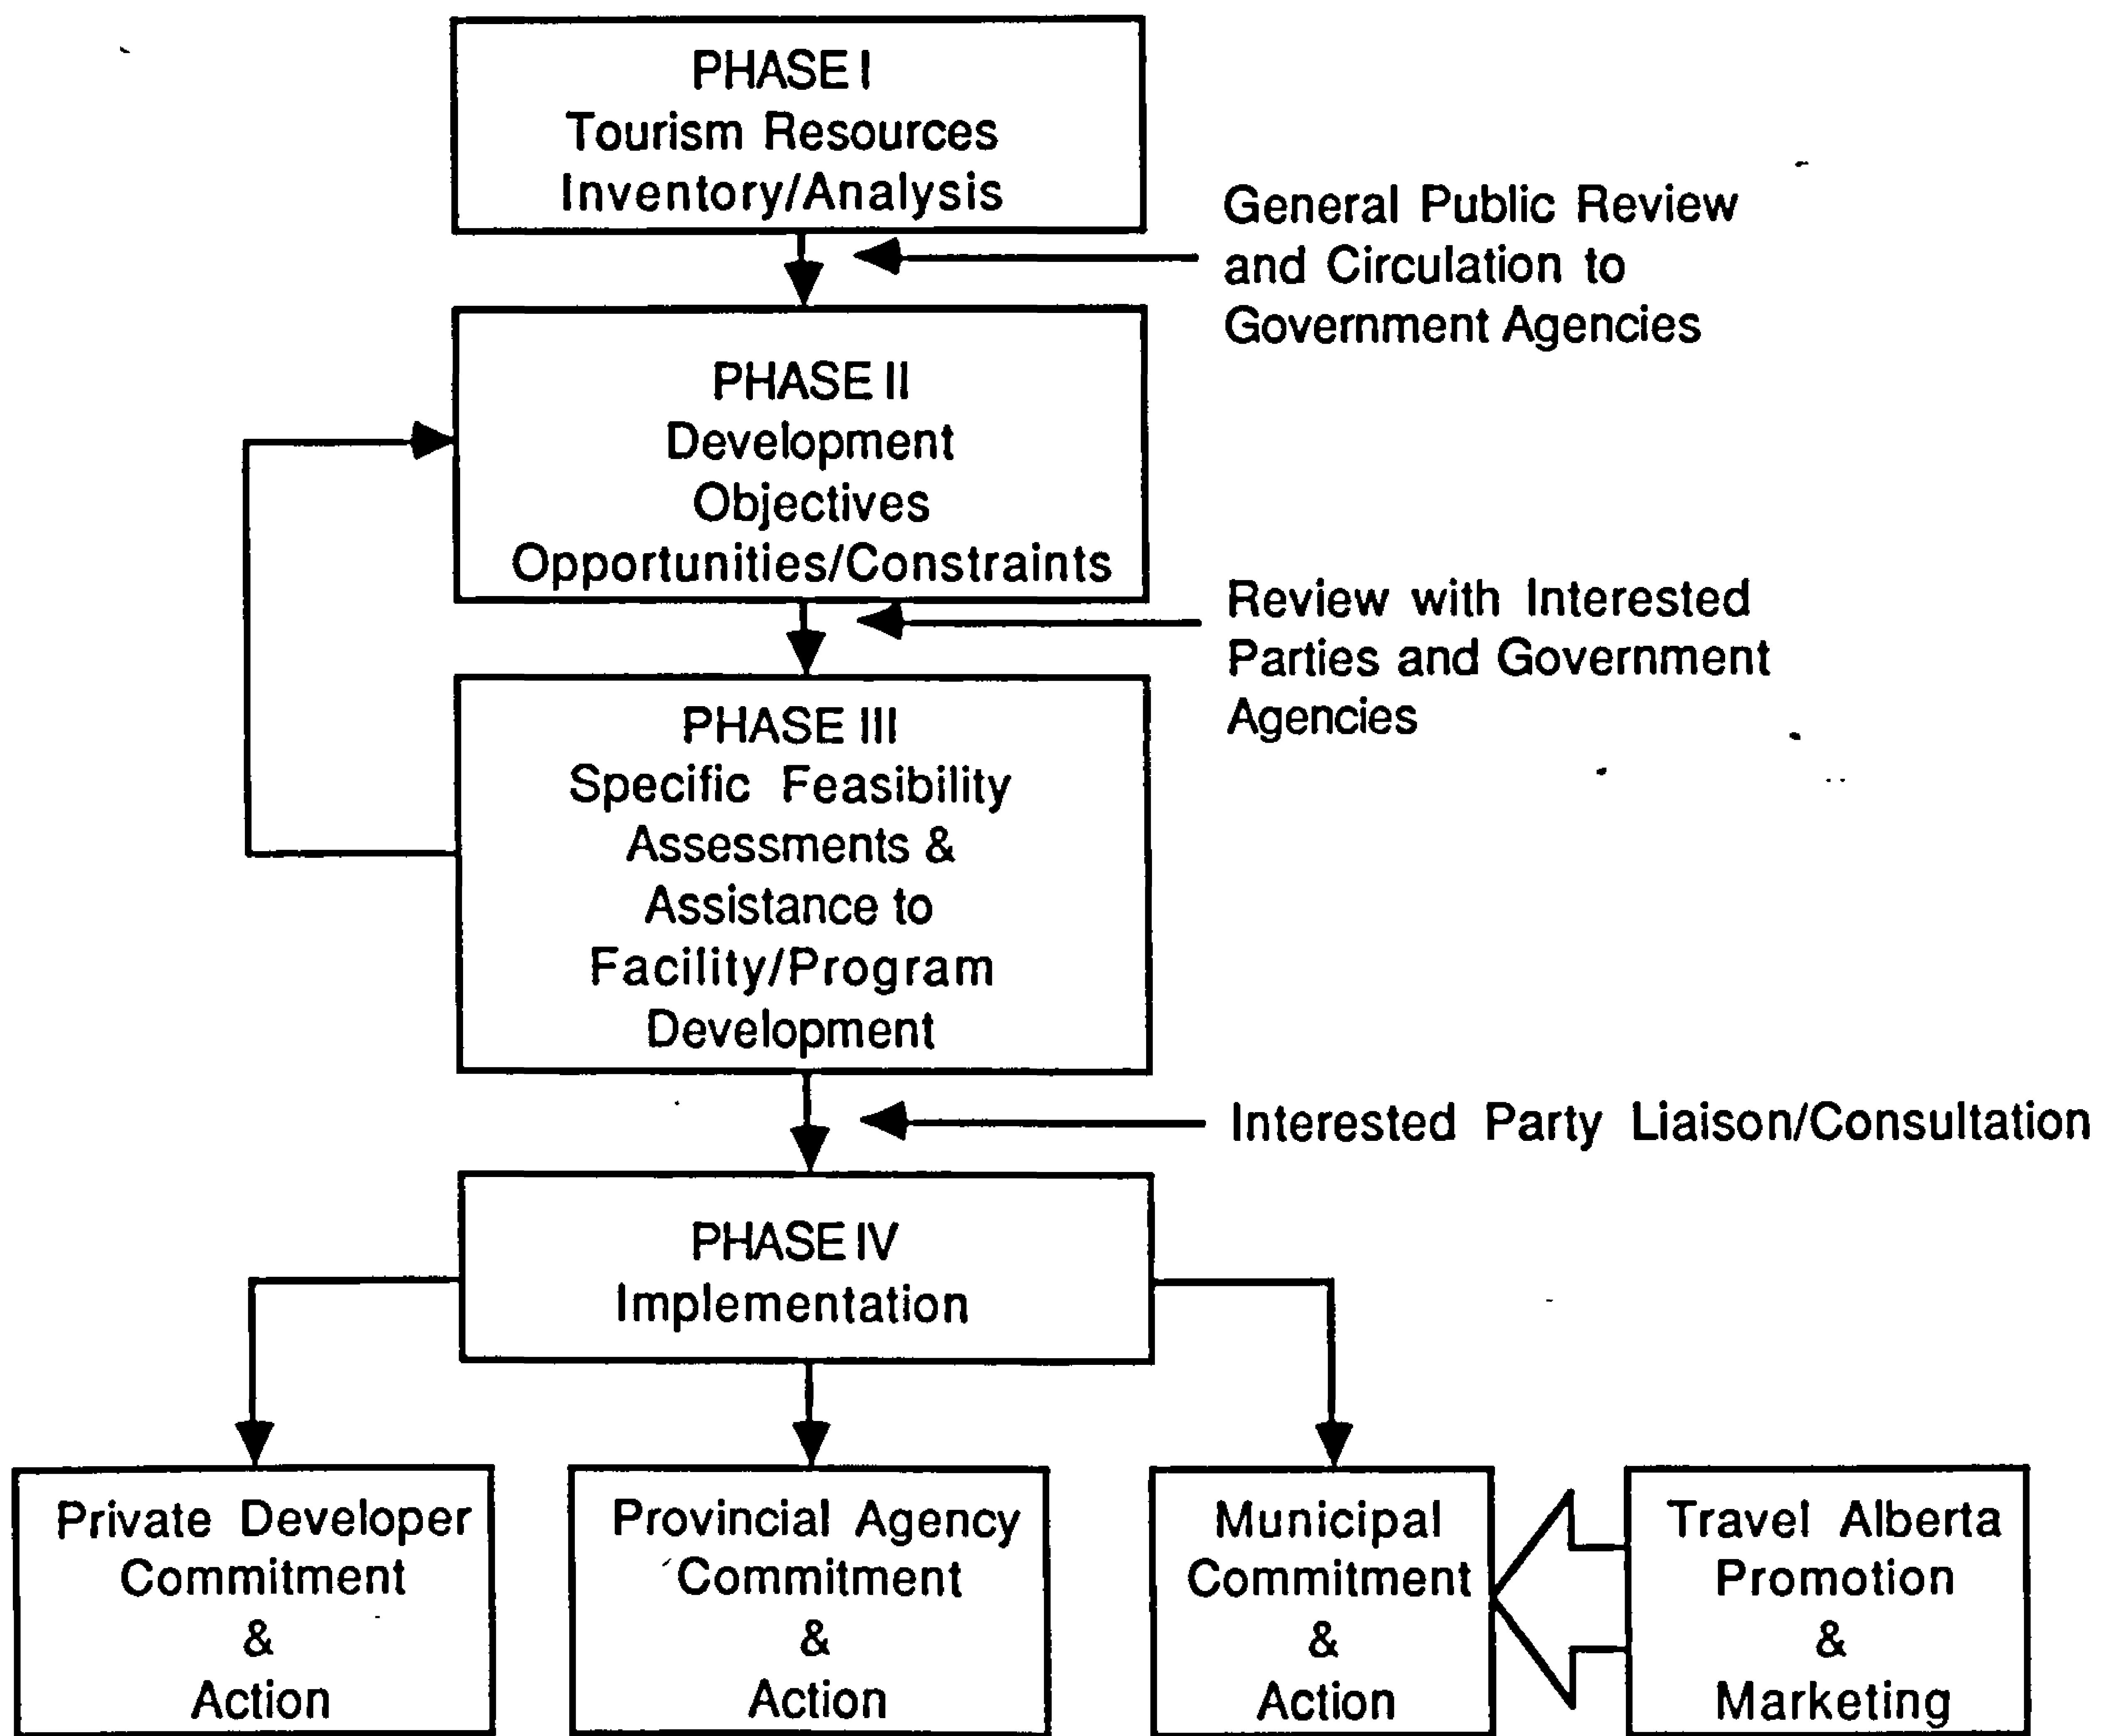 PHASE I
Tourism Resources
Inventory/Analysis
General Public Review
and Circulation to
Government Agencies
PHASE II
Development
Objectives
Opportunities/Constraints
Review with Interested
Parties and Government
Agencies
PHASE III
Specific Feasibility
Assessments &
Assistance to
Facility/Program
Development
Interested Party Liaison/Consultation
PHASE IV
Implementation
Private Developer
Commitment
&
Action
Provincial Agency
Commitment
&
Action
Municipal
Commitment
&
Action
Travel Alberta
Promotion
&
Marketing